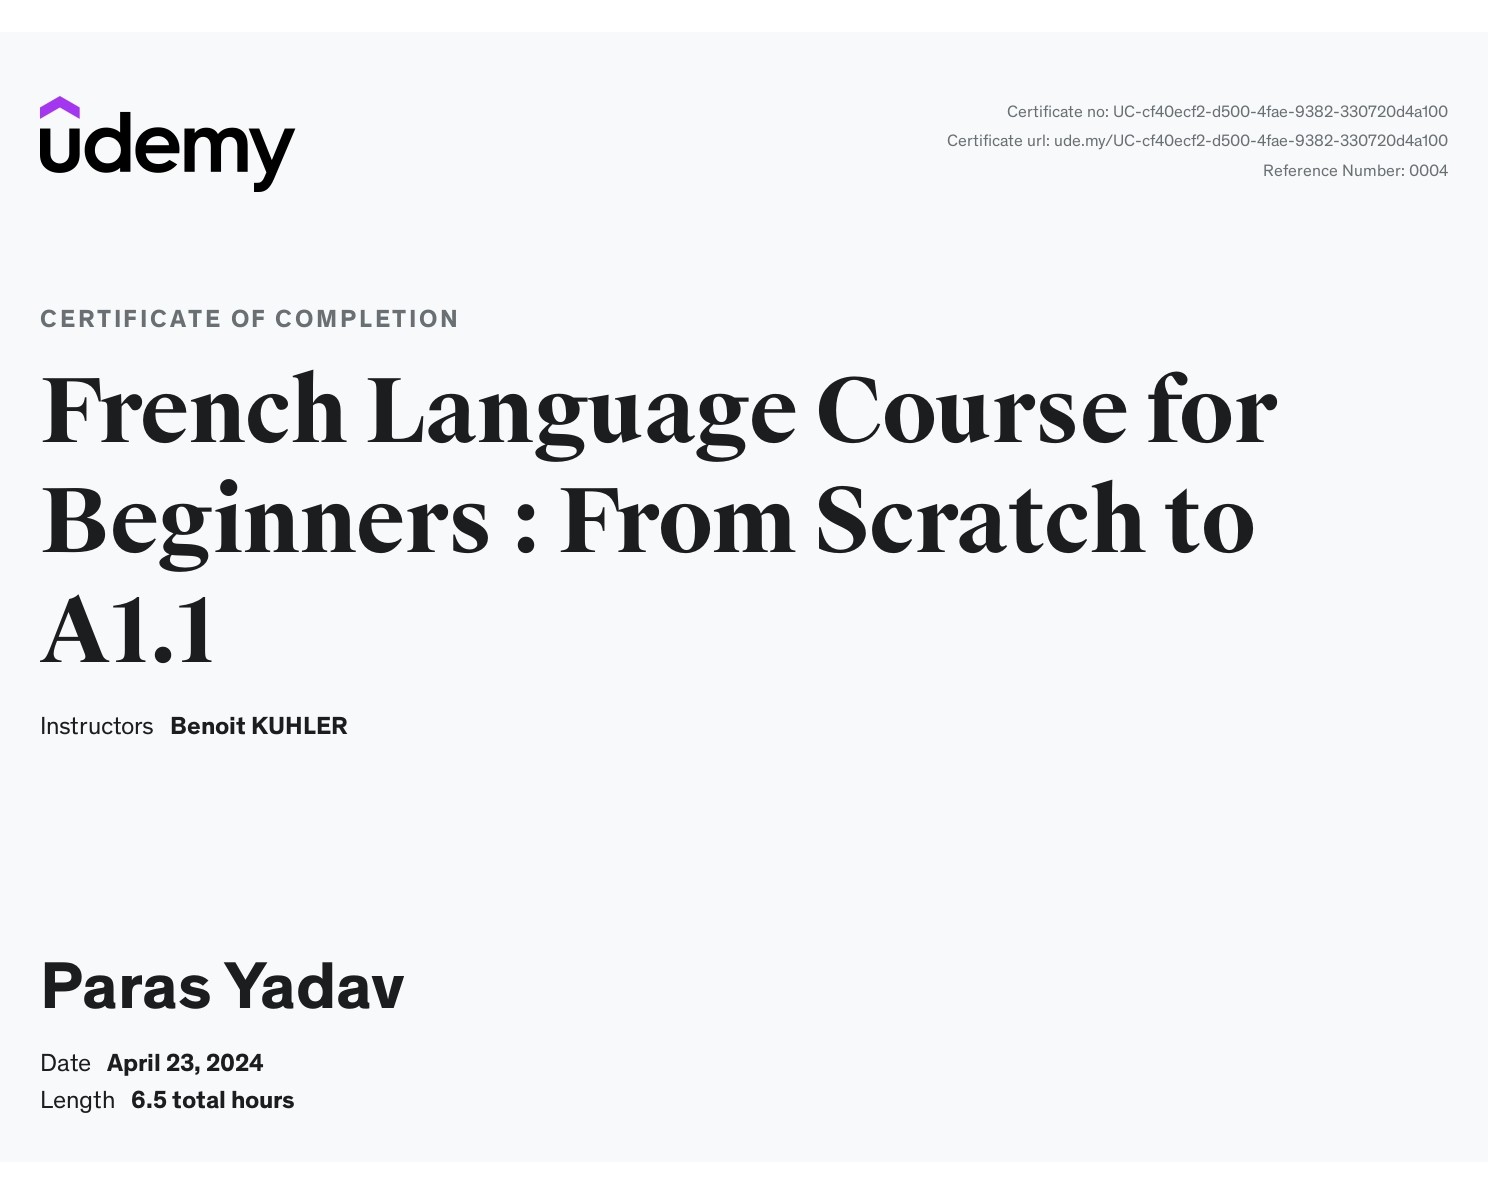 udemy
Certificate no: UC-cf40ecf2-d500-4fae-9382-330720d4a100
Certificate url: ude.my/UC-cf40ecf2-d500-4fae-9382-330720d4a100
Reference Number: 0004
CERTIFICATE OF COMPLETION
French Language Course for
Beginners : From Scratch to
A1.1
Instructors Benoit KUHLER
Paras Yadav
Date April 23, 2024
Length 6.5 total hours